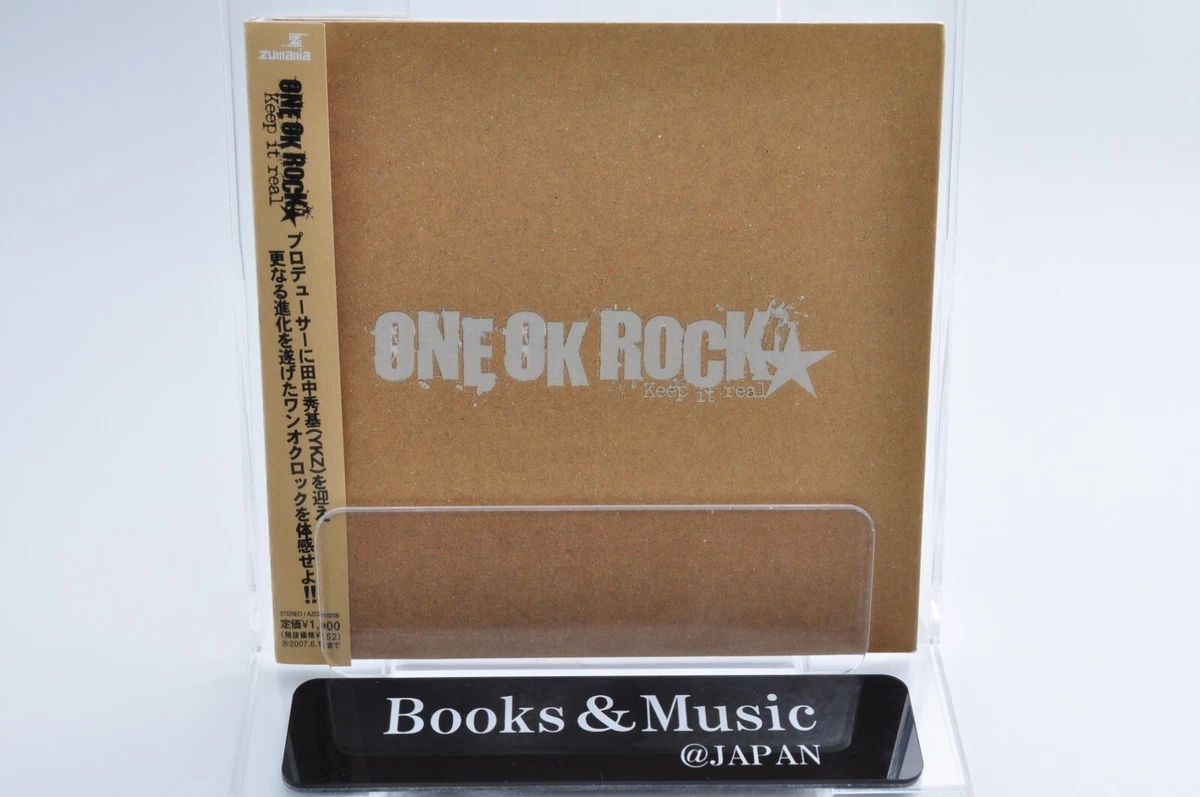 zumania
ONE OK ROCK
Keep it real
プロデューサーに田中秀基(YKZ)を迎え
更なる進化を遂げたワンオクロックを体感せよ!!
STEREO
定価¥1,000
ONE OK ROCK
Keep it real
Books & Music
@JAPAN